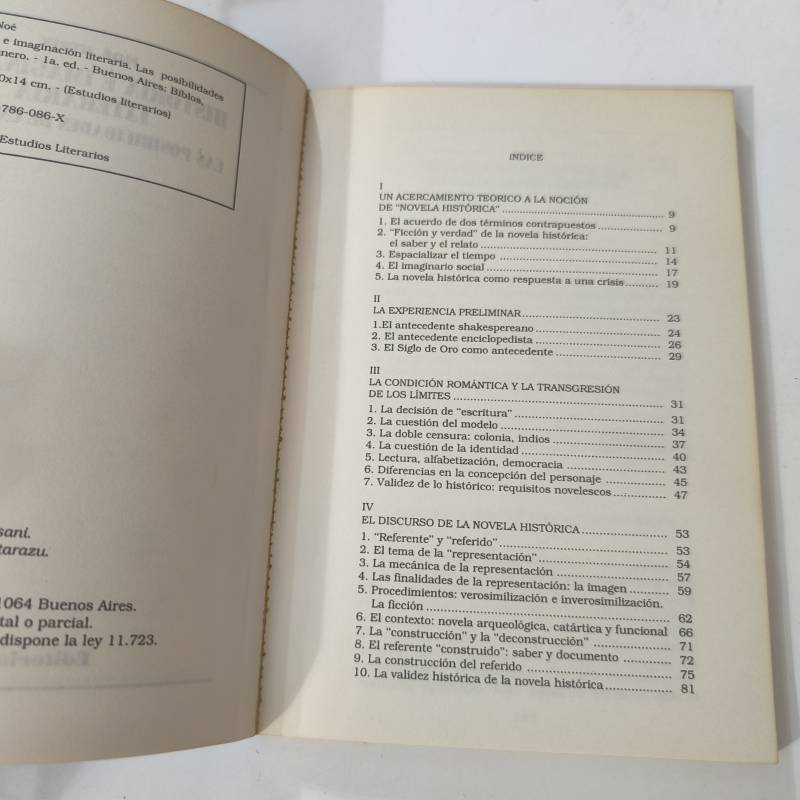 Noé
e imaginación literaria. Las posibilidades
nero. - 1a. ed. - Buenos Aires; Biblos,
0x14 cm. - (Estudios literarios)
786-086-X
Estudios Literarios
sani.
tarazu.
1064 Buenos Aires.
tal o parcial.
dispone la ley 11.723.
INDICE
I
UN ACERCAMIENTO TEORICO A LA NOCIÓN
DE "NOVELA HISTÓRICA" ........ 9
1. El acuerdo de dos términos contrapuestos ........ 9
2. "Ficción y verdad" de la novela histórica:
el saber y el relato ........ 11
3. Espacializar el tiempo ........ 14
4. El imaginario social ........ 17
5. La novela histórica como respuesta a una crisis ........ 19
II
LA EXPERIENCIA PRELIMINAR ........ 23
1.El antecedente shakespereano ........ 24
2. El antecedente enciclopedista ........ 26
3. El Siglo de Oro como antecedente ........ 29
III
LA CONDICIÓN ROMÁNTICA Y LA TRANSGRESIÓN
DE LOS LÍMITES ........ 31
1. La decisión de "escritura" ........ 31
2. La cuestión del modelo ........ 34
3. La doble censura: colonia, indios ........ 37
4. La cuestión de la identidad ........ 40
5. Lectura, alfabetización, democracia ........ 43
6. Diferencias en la concepción del personaje ........ 45
7. Validez de lo histórico: requisitos novelescos ........ 47
IV
EL DISCURSO DE LA NOVELA HISTÓRICA ........ 53
1. "Referente" y "referido" ........ 53
2. El tema de la "representación" ........ 54
3. La mecánica de la representación ........ 57
4. Las finalidades de la representación: la imagen ........ 59
5. Procedimientos: verosimilización e inverosimilización.
La ficción ........ 62
6. El contexto: novela arqueológica, catártica y funcional 66
7. La "construcción" y la "deconstrucción" ........ 71
8. El referente "construido": saber y documento ........ 72
9. La construcción del referido ........ 75
10. La validez histórica de la novela histórica ........ 81